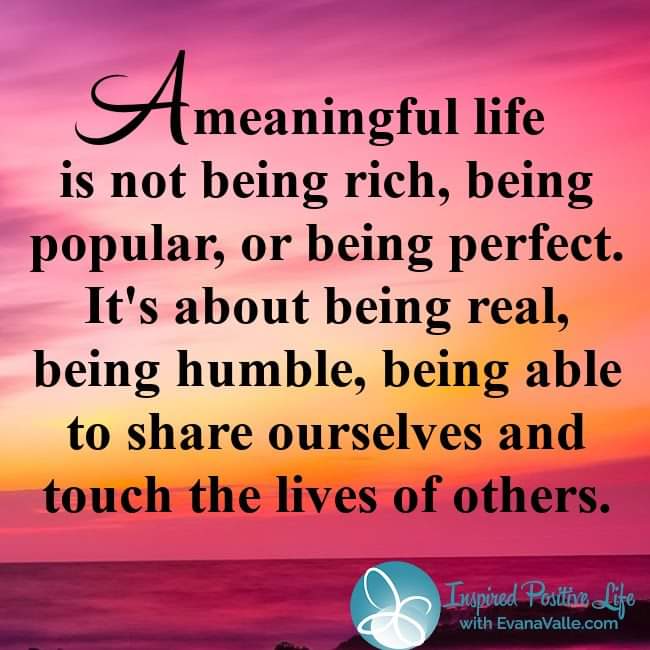 A meaningful life
is not being rich, being
popular, or being perfect.
It's about being real,
being humble, being able
to share ourselves and
touch the lives of others.
Inspired Positive Life
with EvanaValle.com